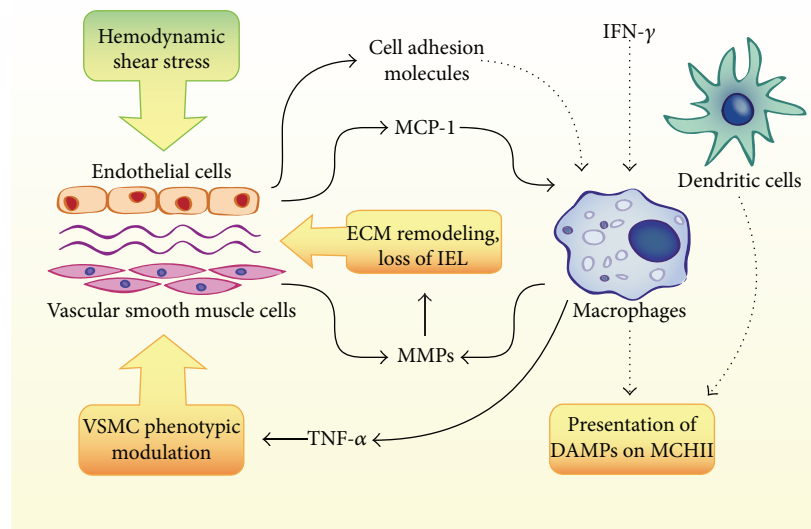 Hemodynamic
shear stress
Cell adhesion
molecules
IFN-γ
MCP-1
Endothelial cells
Dendritic cells
ECM remodeling,
loss of IEL
Vascular smooth muscle cells
Macrophages
MMPs
VSMC phenotypic
modulation
TNF-α
Presentation of
DAMPs on MCHII